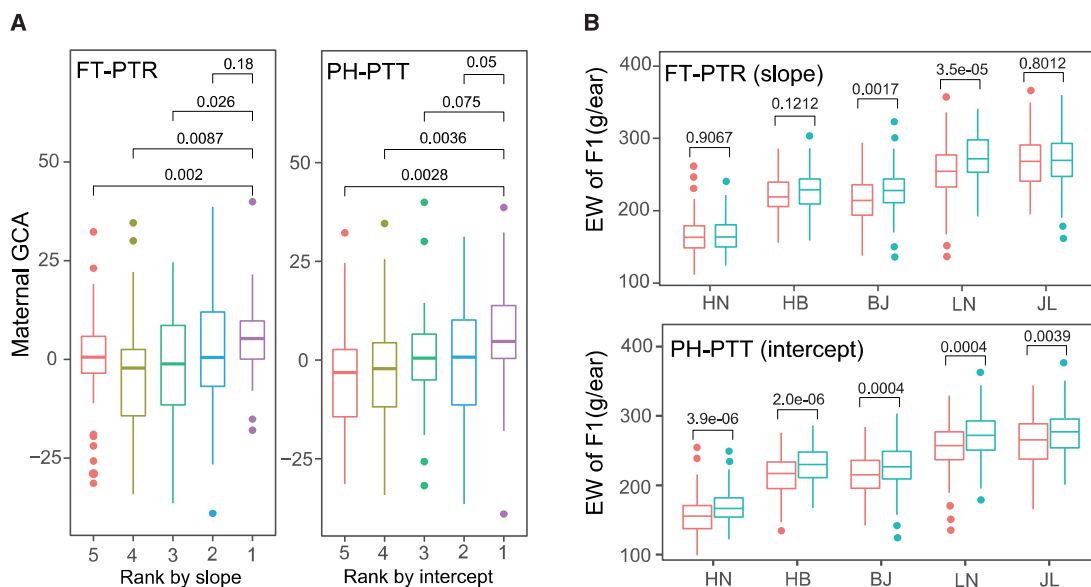 A
FT-PTR
0.18
0.026
0.0087
0.002
PH-PTT
0.05
0.075
0.0036
0.0028
Maternal GCA
50
25
0
−25
5 4 3 2 1
Rank by slope
50
25
0
−25
5 4 3 2 1
Rank by intercept
B
FT-PTR (slope)
EW of F1(g/ear)
400
300
200
100
0.9067
0.1212
0.0017
3.5e-05
0.8012
HN HB BJ LN JL
PH-PTT (intercept)
EW of F1(g/ear)
400
300
200
100
3.9e-06
2.0e-06
0.0004
0.0004
0.0039
HN HB BJ LN JL